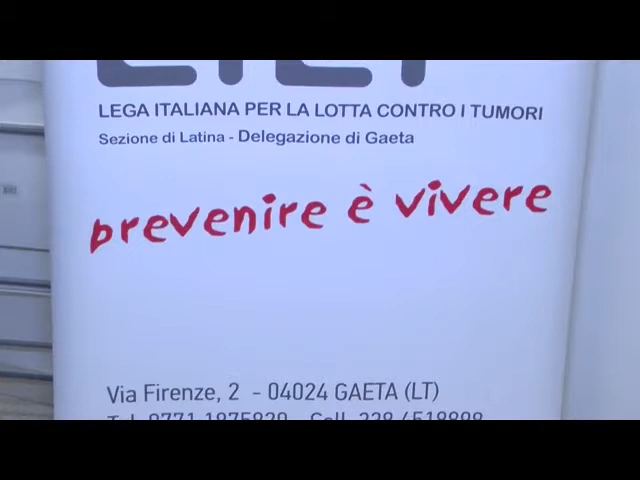 LEGA ITALIANA PER LA LOTTA CONTRO I TUMORI
Sezione di Latina - Delegazione di Gaeta
prevenire è vivere
Via Firenze, 2 - 04024 GAETA (LT)